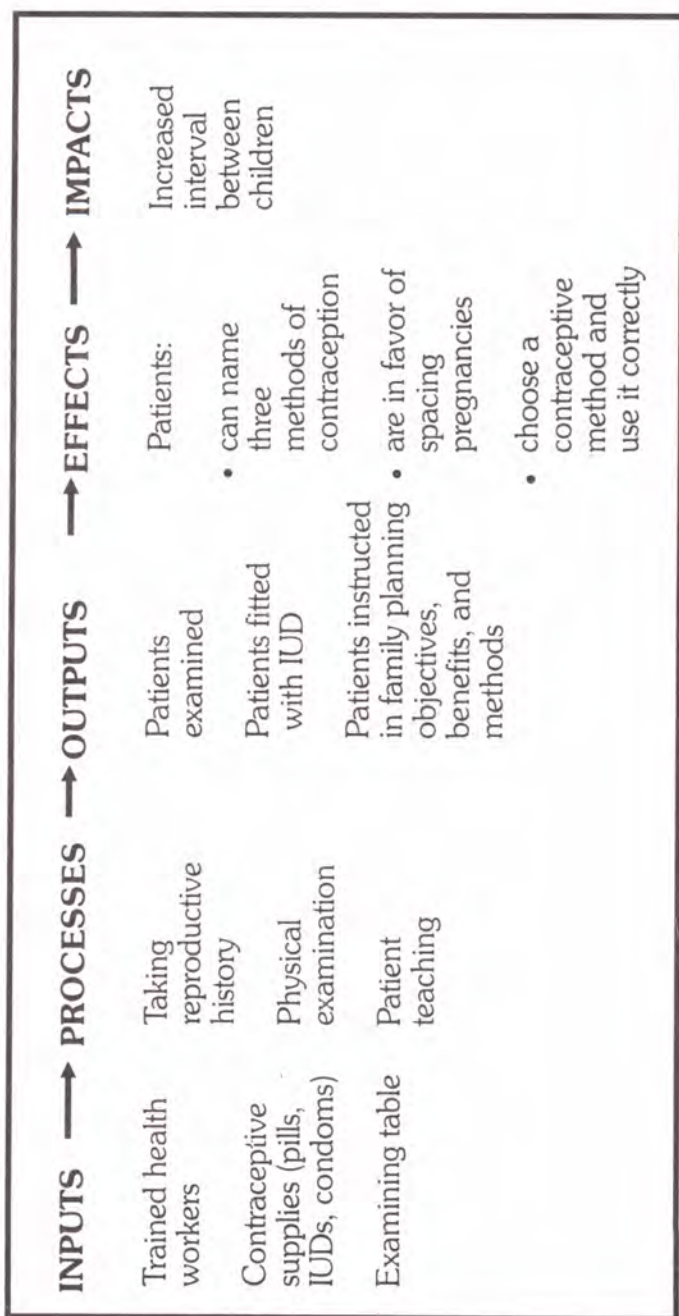 INPUTS → PROCESSES → OUTPUTS → EFFECTS → IMPACTS
Trained health
workers
Contraceptive
supplies (pills,
IUDs, condoms)
Examining table
Taking
reproductive
history
Physical
examination
Patient
teaching
Patients
examined
Patients fitted
with IUD
Patients instructed
in family planning
objectives,
benefits, and
methods
Patients:
• can name
three
methods of
contraception
• are in favor of
spacing
pregnancies
• choose a
contraceptive
method and
use it correctly
Increased
interval
between
children